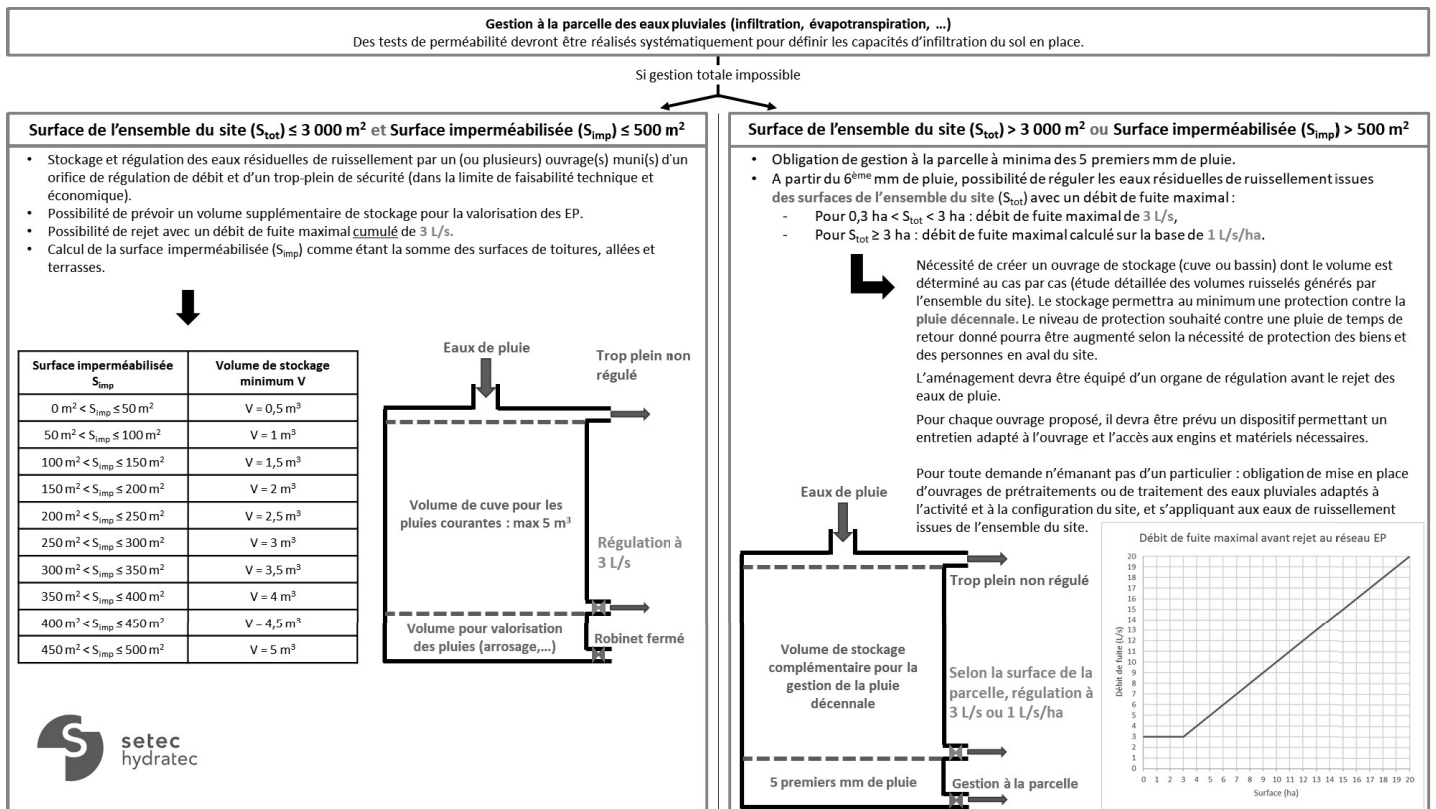 Gestion à la parcelle des eaux pluviales (infiltration, évapotranspiration, …)
Des tests de perméabilité devront être réalisés systématiquement pour définir les capacités d’infiltration du sol en place.
Si gestion totale impossible
Surface de l’ensemble du site (Stot) ≤ 3 000 m² et Surface imperméabilisée (Simp) ≤ 500 m²
• Stockage et régulation des eaux résiduelles de ruissellement par un (ou plusieurs) ouvrage(s) muni(s) d’un
orifice de régulation de débit et d’un trop-plein de sécurité (dans la limite de faisabilité technique et
économique).
• Possibilité de prévoir un volume supplémentaire de stockage pour la valorisation des EP.
• Possibilité de rejet avec un débit de fuite maximal cumulé de 3 L/s.
• Calcul de la surface imperméabilisée (Simp) comme étant la somme des surfaces de toitures, allées et
terrasses.
Surface imperméabilisée Simp | Volume de stockage minimum V
0 m² < Simp ≤ 50 m² | V = 0,5 m³
50 m² < Simp ≤ 100 m² | V = 1 m³
100 m² < Simp ≤ 150 m² | V = 1,5 m³
150 m² < Simp ≤ 200 m² | V = 2 m³
200 m² < Simp ≤ 250 m² | V = 2,5 m³
250 m² < Simp ≤ 300 m² | V = 3 m³
300 m² < Simp ≤ 350 m² | V = 3,5 m³
350 m² < Simp ≤ 400 m² | V = 4 m³
400 m² < Simp ≤ 450 m² | V = 4,5 m³
450 m² < Simp ≤ 500 m² | V = 5 m³
Eaux de pluie
Trop plein non
régulé
Volume de cuve pour les
pluies courantes : max 5 m³
Régulation à
3 L/s
Volume pour valorisation
des pluies (arrosage,…)
Robinet fermé
setec
hydratec
Surface de l’ensemble du site (Stot) > 3 000 m² ou Surface imperméabilisée (Simp) > 500 m²
• Obligation de gestion à la parcelle à minima des 5 premiers mm de pluie.
• A partir du 6ème mm de pluie, possibilité de réguler les eaux résiduelles de ruissellement issues
des surfaces de l’ensemble du site (Stot) avec un débit de fuite maximal :
- Pour 0,3 ha < Stot < 3 ha : débit de fuite maximal de 3 L/s,
- Pour Stot ≥ 3 ha : débit de fuite maximal calculé sur la base de 1 L/s/ha.
Nécessité de créer un ouvrage de stockage (cuve ou bassin) dont le volume est
déterminé au cas par cas (étude détaillée des volumes ruisselés générés par
l’ensemble du site). Le stockage permettra au minimum une protection contre la
pluie décennale. Le niveau de protection souhaité contre une pluie de temps de
retour donné pourra être augmenté selon la nécessité de protection des biens et
des personnes en aval du site.
L’aménagement devra être équipé d’un organe de régulation avant le rejet des
eaux de pluie.
Pour chaque ouvrage proposé, il devra être prévu un dispositif permettant un
entretien adapté à l’ouvrage et l’accès aux engins et matériels nécessaires.
Pour toute demande n’émanant pas d’un particulier : obligation de mise en place
d’ouvrages de prétraitements ou de traitement des eaux pluviales adaptés à
l’activité et à la configuration du site, et s’appliquant aux eaux de ruissellement
issues de l’ensemble du site.
Eaux de pluie
Trop plein non régulé
Volume de stockage
complémentaire pour la
gestion de la pluie
décennale
Selon la surface de la
parcelle, régulation à
3 L/s ou 1 L/s/ha
5 premiers mm de pluie
Gestion à la parcelle
Débit de fuite maximal avant rejet au réseau EP
Débit de fuite (L/s)
20
19
18
17
16
15
14
13
12
11
10
9
8
7
6
5
4
3
2
1
0
0 1 2 3 4 5 6 7 8 9 10 11 12 13 14 15 16 17 18 19 20
Surface (ha)